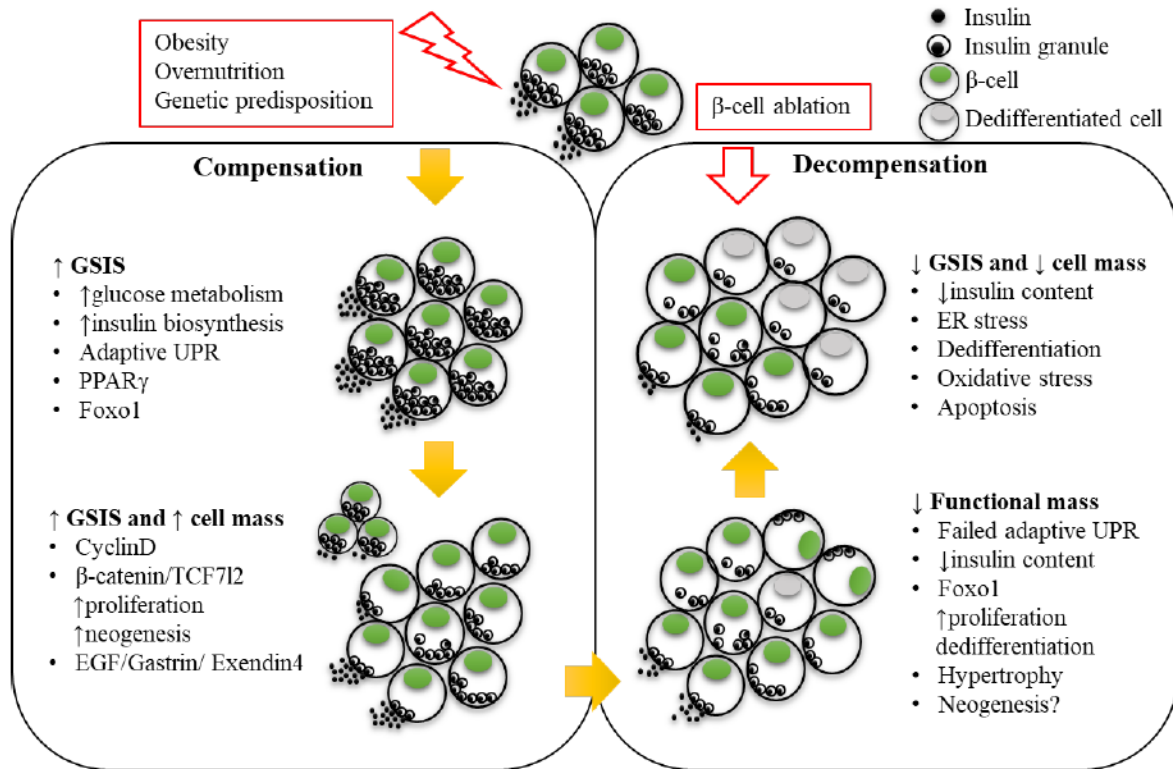 Obesity
Overnutrition
Genetic predisposition
β-cell ablation
Insulin
Insulin granule
β-cell
Dedifferentiated cell
Compensation
↑ GSIS
• ↑glucose metabolism
• ↑insulin biosynthesis
• Adaptive UPR
• PPARγ
• Foxo1
↑ GSIS and ↑ cell mass
• CyclinD
• β-catenin/TCF7l2
↑proliferation
↑neogenesis
• EGF/Gastrin/ Exendin4
Decompensation
↓ GSIS and ↓ cell mass
• ↓insulin content
• ER stress
• Dedifferentiation
• Oxidative stress
• Apoptosis
↓ Functional mass
• Failed adaptive UPR
• ↓insulin content
• Foxo1
↑proliferation
dedifferentiation
• Hypertrophy
• Neogenesis?